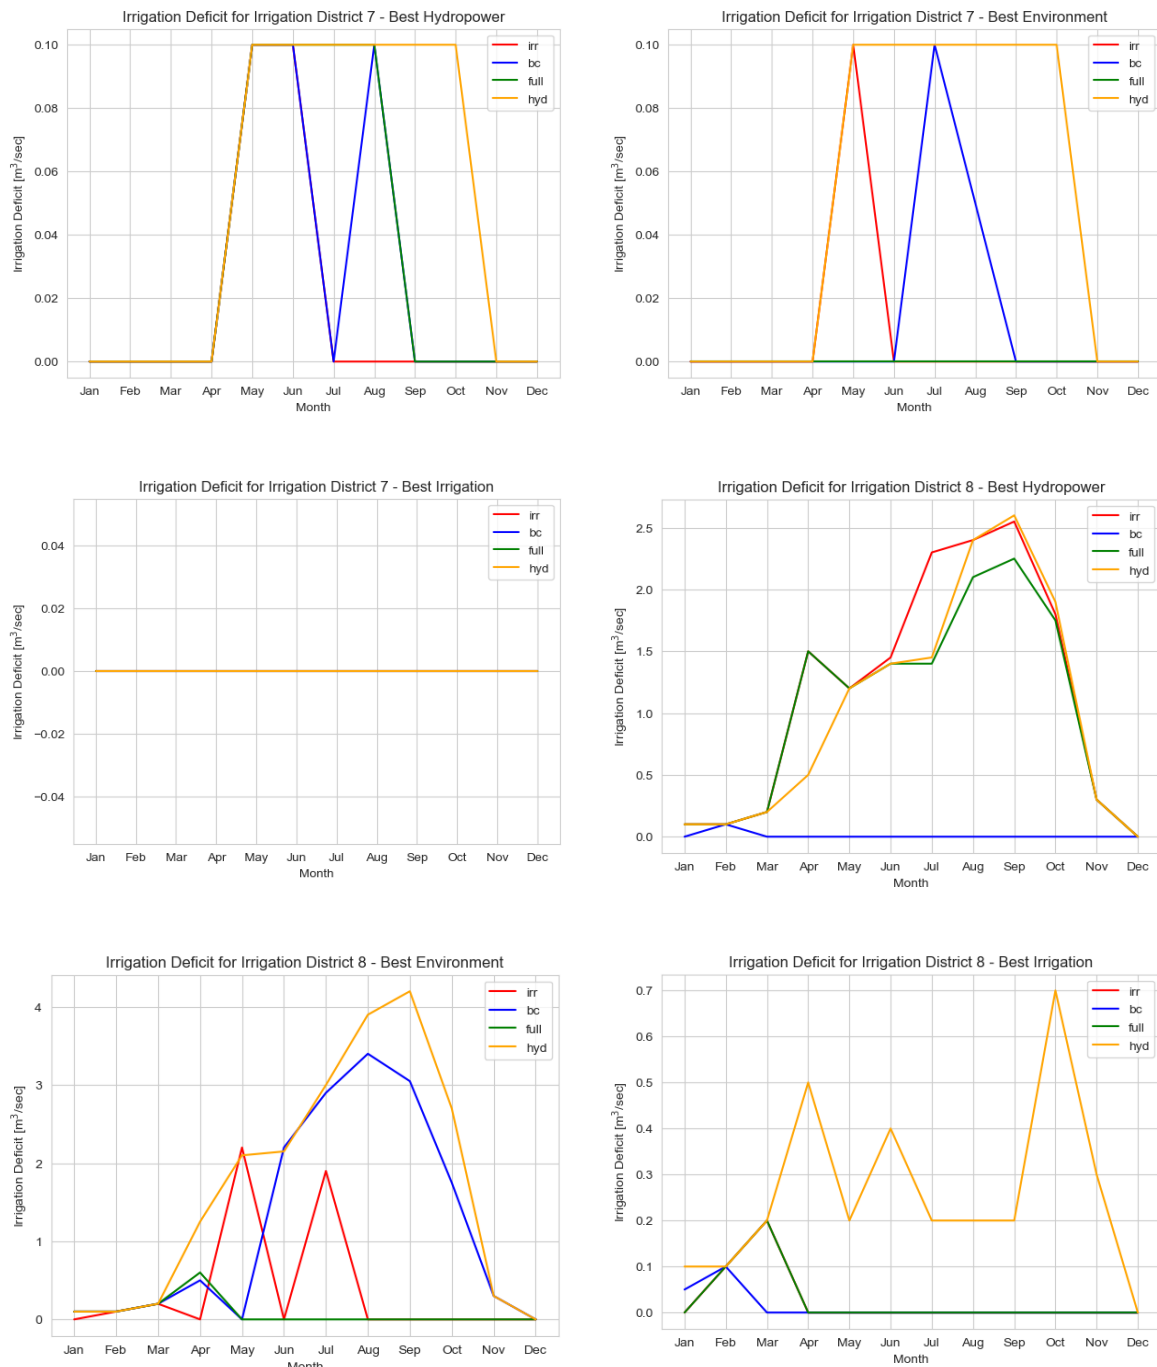 Irrigation Deficit for Irrigation District 7 - Best Hydropower
0.10
0.08
0.06
0.04
0.02
0.00
Irrigation Deficit [m³/sec]
irr
bc
full
hyd
Jan Feb Mar Apr May Jun Jul Aug Sep Oct Nov Dec
Month
Irrigation Deficit for Irrigation District 7 - Best Environment
0.10
0.08
0.06
0.04
0.02
0.00
Irrigation Deficit [m³/sec]
irr
bc
full
hyd
Jan Feb Mar Apr May Jun Jul Aug Sep Oct Nov Dec
Month
Irrigation Deficit for Irrigation District 7 - Best Irrigation
0.04
0.02
0.00
−0.02
−0.04
Irrigation Deficit [m³/sec]
irr
bc
full
hyd
Jan Feb Mar Apr May Jun Jul Aug Sep Oct Nov Dec
Month
Irrigation Deficit for Irrigation District 8 - Best Hydropower
2.5
2.0
1.5
1.0
0.5
0.0
Irrigation Deficit [m³/sec]
irr
bc
full
hyd
Jan Feb Mar Apr May Jun Jul Aug Sep Oct Nov Dec
Month
Irrigation Deficit for Irrigation District 8 - Best Environment
4
3
2
1
0
Irrigation Deficit [m³/sec]
irr
bc
full
hyd
Jan Feb Mar Apr May Jun Jul Aug Sep Oct Nov Dec
Month
Irrigation Deficit for Irrigation District 8 - Best Irrigation
0.7
0.6
0.5
0.4
0.3
0.2
0.1
0.0
Irrigation Deficit [m³/sec]
irr
bc
full
hyd
Jan Feb Mar Apr May Jun Jul Aug Sep Oct Nov Dec
Month